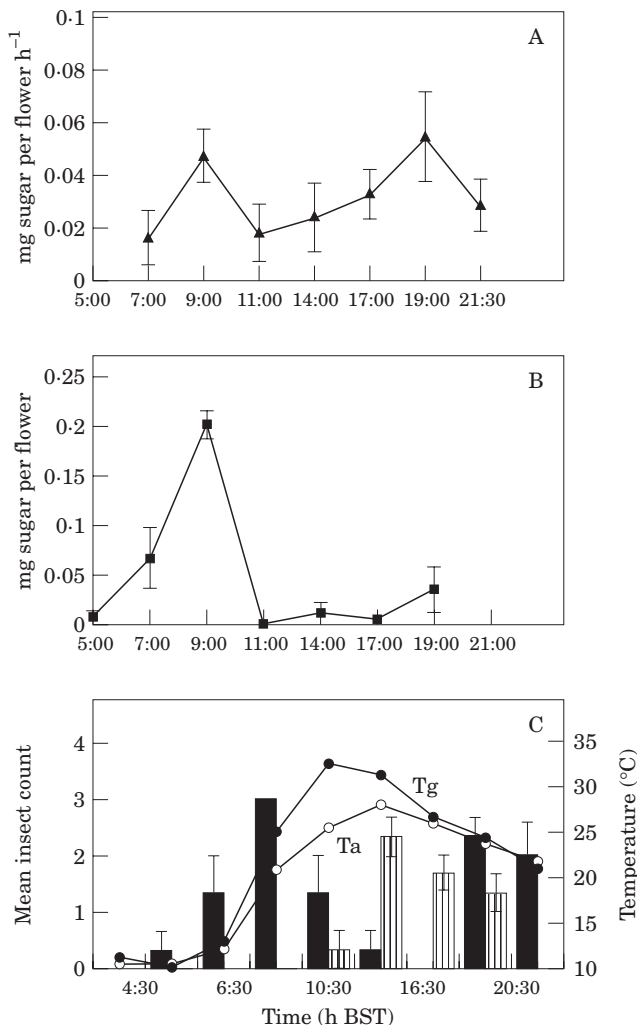 0·1
A
0·08
0·06
0·04
0·02
0
mg sugar per flower h⁻¹
5:00 7:00 9:00 11:00 14:00 17:00 19:00 21:30
0·25
B
0·2
0·15
0·1
0·05
0
mg sugar per flower
5:00 7:00 9:00 11:00 14:00 17:00 19:00 21:00
C
4
3
2
1
0
Mean insect count
Tg
Ta
35
30
25
20
15
10
Temperature (°C)
4:30 6:30 10:30 16:30 20:30
Time (h BST)